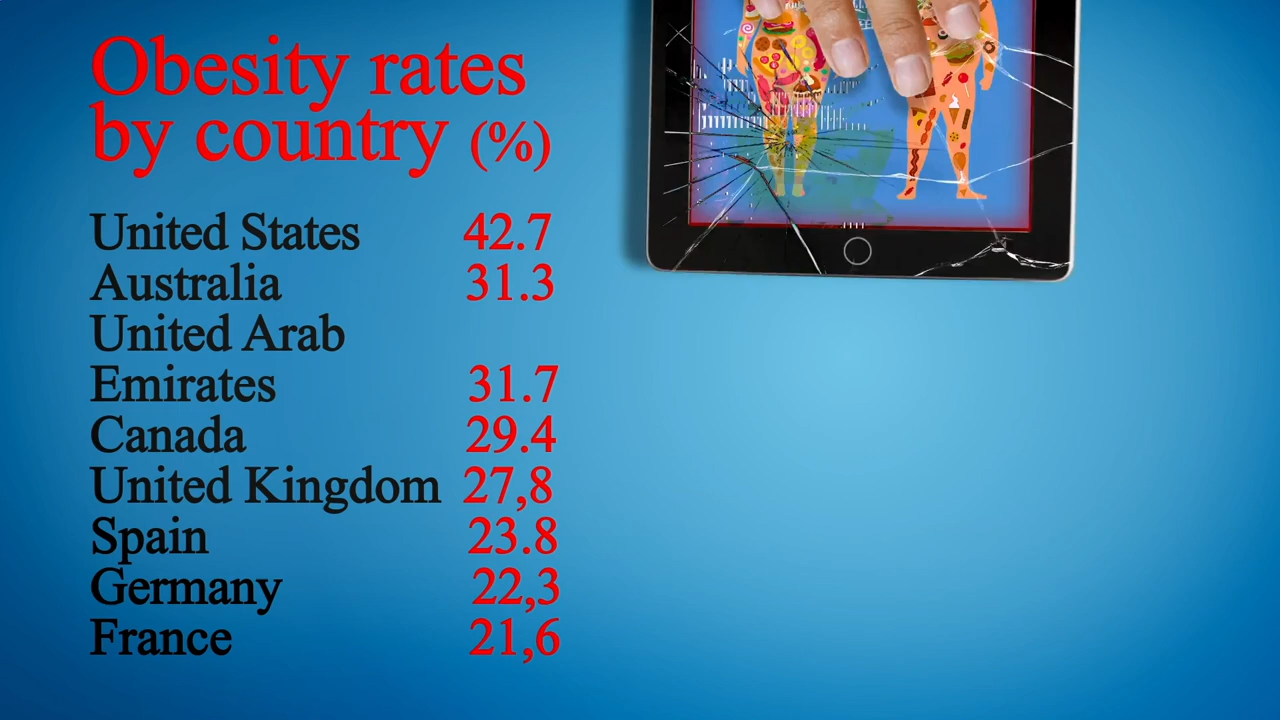 Obesity rates
by country (%)
United States 42.7
Australia 31.3
United Arab
Emirates 31.7
Canada 29.4
United Kingdom 27,8
Spain 23.8
Germany 22,3
France 21,6